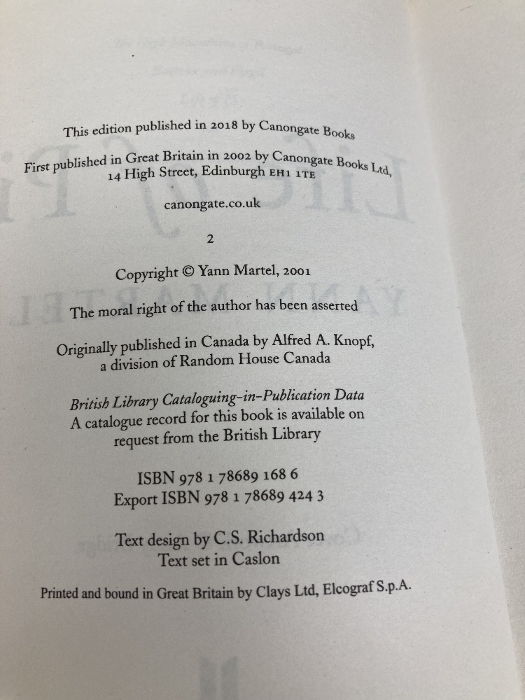 This edition published in 2018 by Canongate Books
First published in Great Britain in 2002 by Canongate Books Ltd,
14 High Street, Edinburgh EH1 1TE
canongate.co.uk
2
Copyright © Yann Martel, 2001
The moral right of the author has been asserted
Originally published in Canada by Alfred A. Knopf,
a division of Random House Canada
British Library Cataloguing-in-Publication Data
A catalogue record for this book is available on
request from the British Library
ISBN 978 1 78689 168 6
Export ISBN 978 1 78689 424 3
Text design by C.S. Richardson
Text set in Caslon
Printed and bound in Great Britain by Clays Ltd, Elcograf S.p.A.